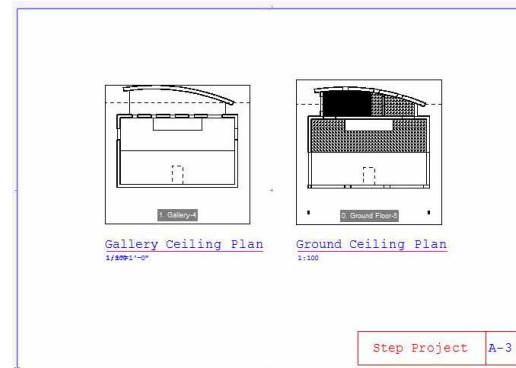 1. Gallery-4
0. Ground Floor-5
Gallery Ceiling Plan
Ground Ceiling Plan
1:100
Step Project
A-3